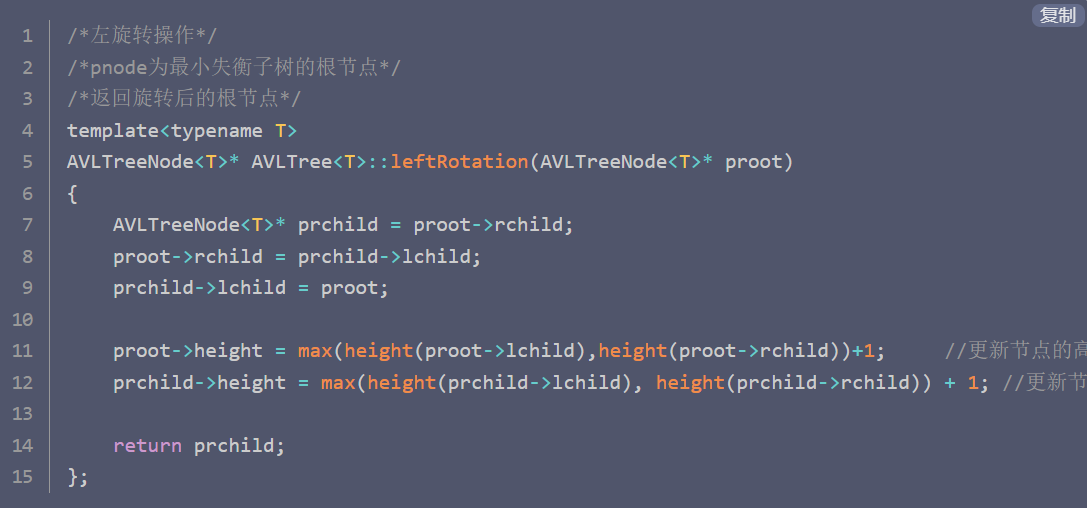 复制
1 /*左旋转操作*/
2 /*pnode为最小失衡子树的根节点*/
3 /*返回旋转后的根节点*/
4 template<typename T>
5 AVLTreeNode<T>* AVLTree<T>::leftRotation(AVLTreeNode<T>* proot)
6 {
7     AVLTreeNode<T>* prchild = proot->rchild;
8     proot->rchild = prchild->lchild;
9     prchild->lchild = proot;
10
11     proot->height = max(height(proot->lchild),height(proot->rchild))+1;     //更新节点的高
12     prchild->height = max(height(prchild->lchild), height(prchild->rchild)) + 1; //更新节
13
14     return prchild;
15 };